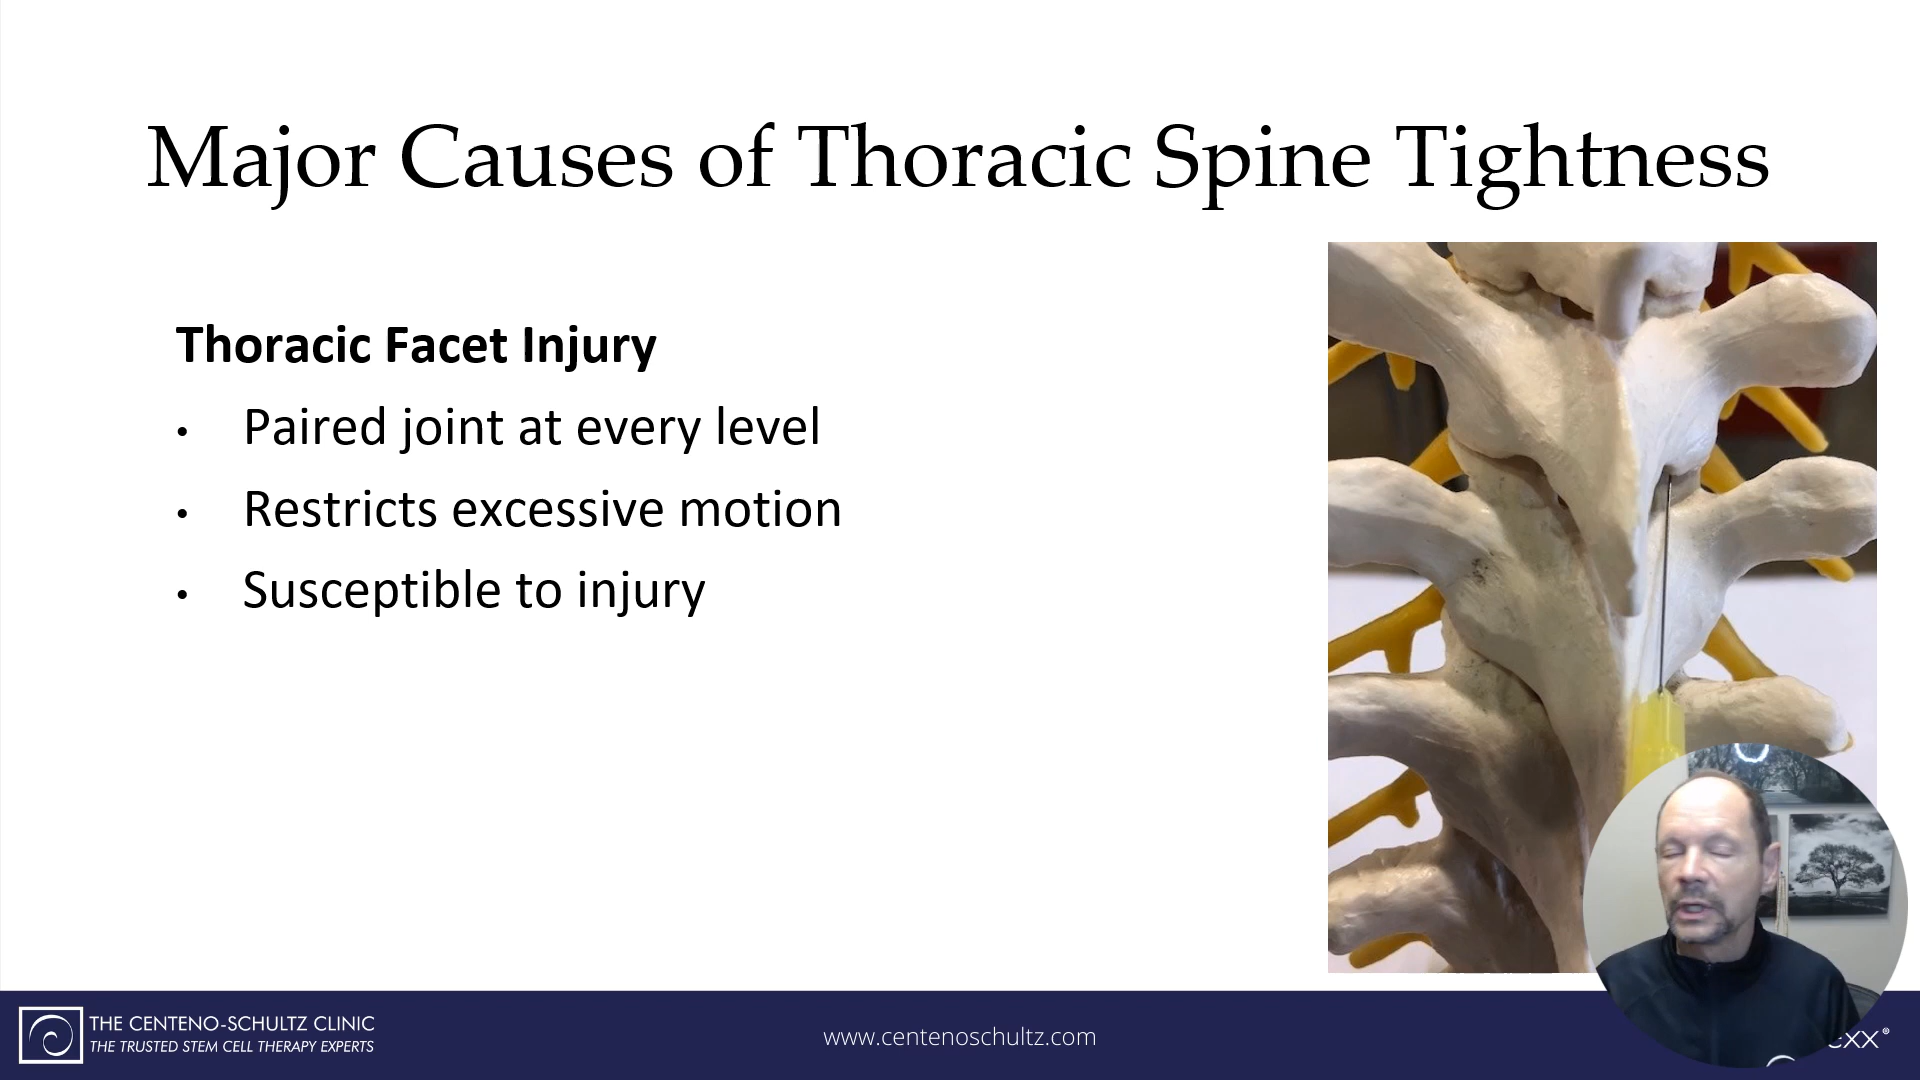 Major Causes of Thoracic Spine Tightness
Thoracic Facet Injury
• Paired joint at every level
• Restricts excessive motion
• Susceptible to injury
THE CENTENO-SCHULTZ CLINIC
THE TRUSTED STEM CELL THERAPY EXPERTS
www.centenoschultz.com